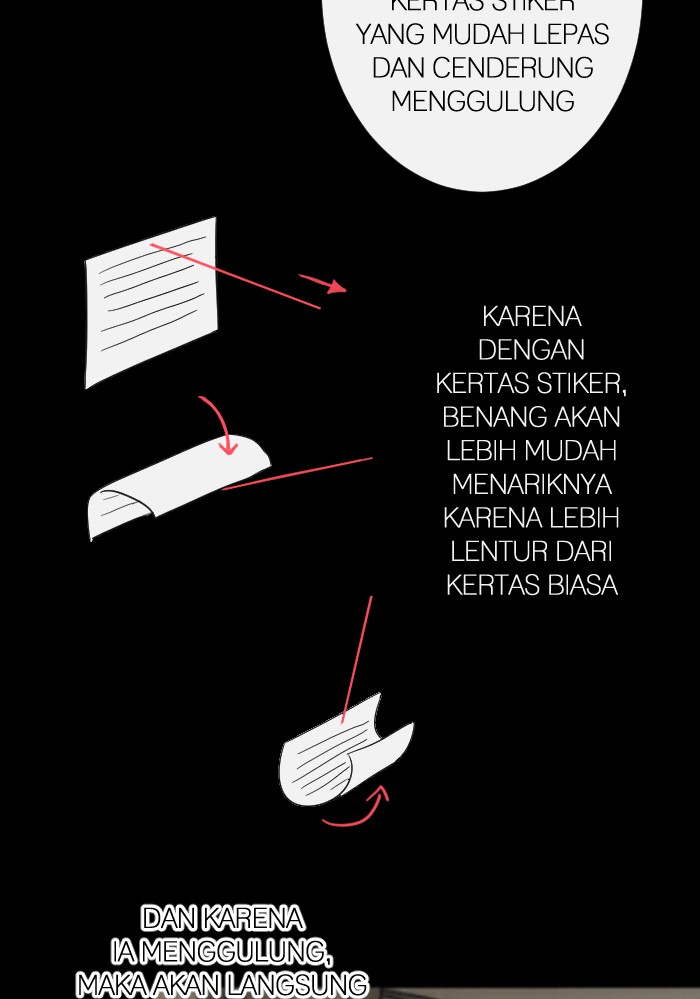 KERTAS STIKER
YANG MUDAH LEPAS
DAN CENDERUNG
MENGGULUNG
KARENA
DENGAN
KERTAS STIKER,
BENANG AKAN
LEBIH MUDAH
MENARIKNYA
KARENA LEBIH
LENTUR DARI
KERTAS BIASA
DAN KARENA
IA MENGGULUNG,
MAKA AKAN LANGSUNG